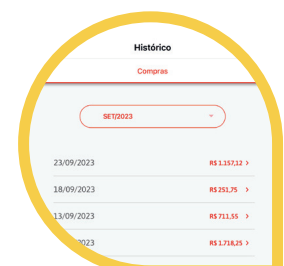 Histórico
Compras
SET/2023
23/09/2023 R$ 1.157,12 >
18/09/2023 R$ 251,75 >
13/09/2023 R$ 711,55 >
2023 R$ 1.718,25 >